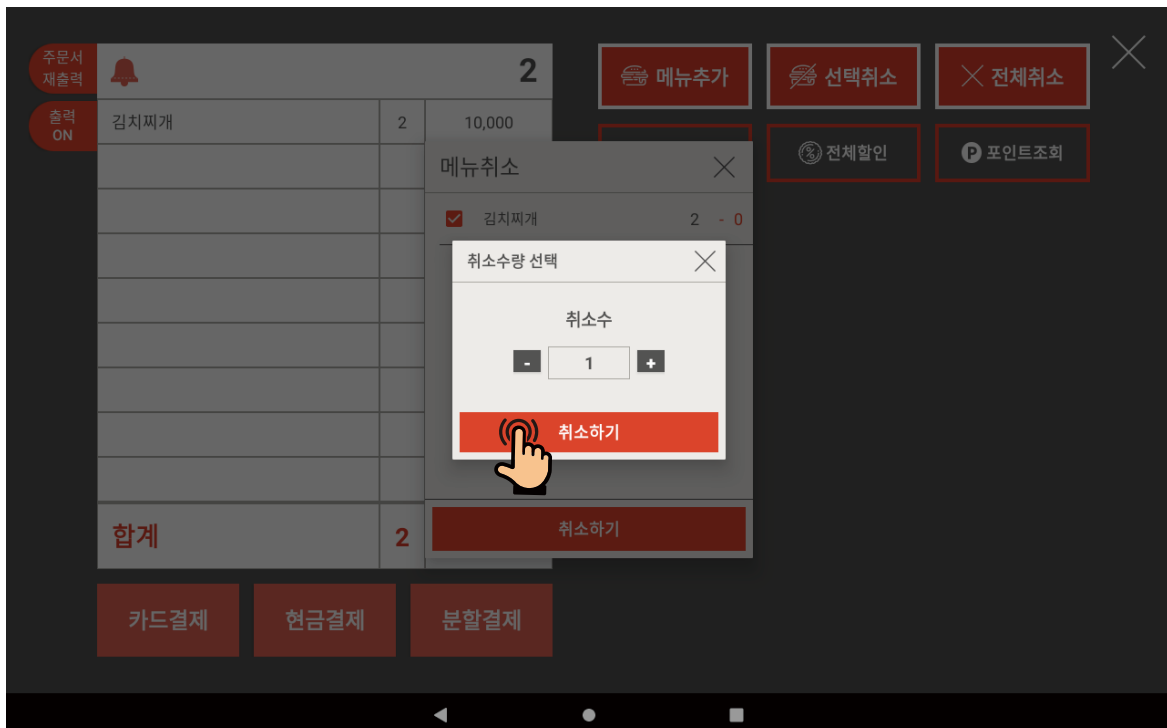 주문서
재출력
출력
ON
2
김치찌개 2 10,000
합계 2
카드결제 현금결제 분할결제
메뉴추가 선택취소 전체취소
전체할인 P 포인트조회
메뉴취소
김치찌개 2 - 0
취소수량 선택
취소수
- 1 +
취소하기
취소하기